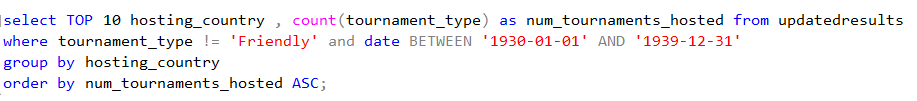 select TOP 10 hosting_country , count(tournament_type) as num_tournaments_hosted from updatedresults
where tournament_type != 'Friendly' and date BETWEEN '1930-01-01' AND '1939-12-31'
group by hosting_country
order by num_tournaments_hosted ASC;